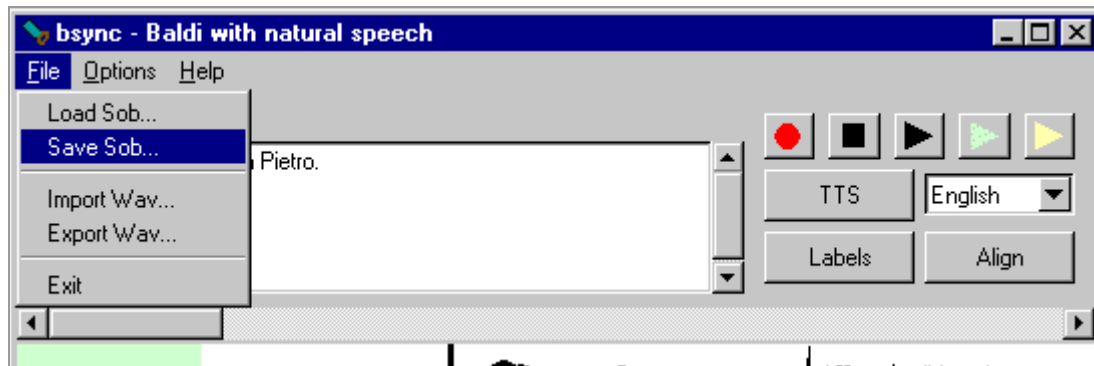 bsync - Baldi with natural speech
File Options Help
Load Sob...
Save Sob...
Pietro.
Import Wav...
Export Wav...
Exit
TTS
English
Labels
Align